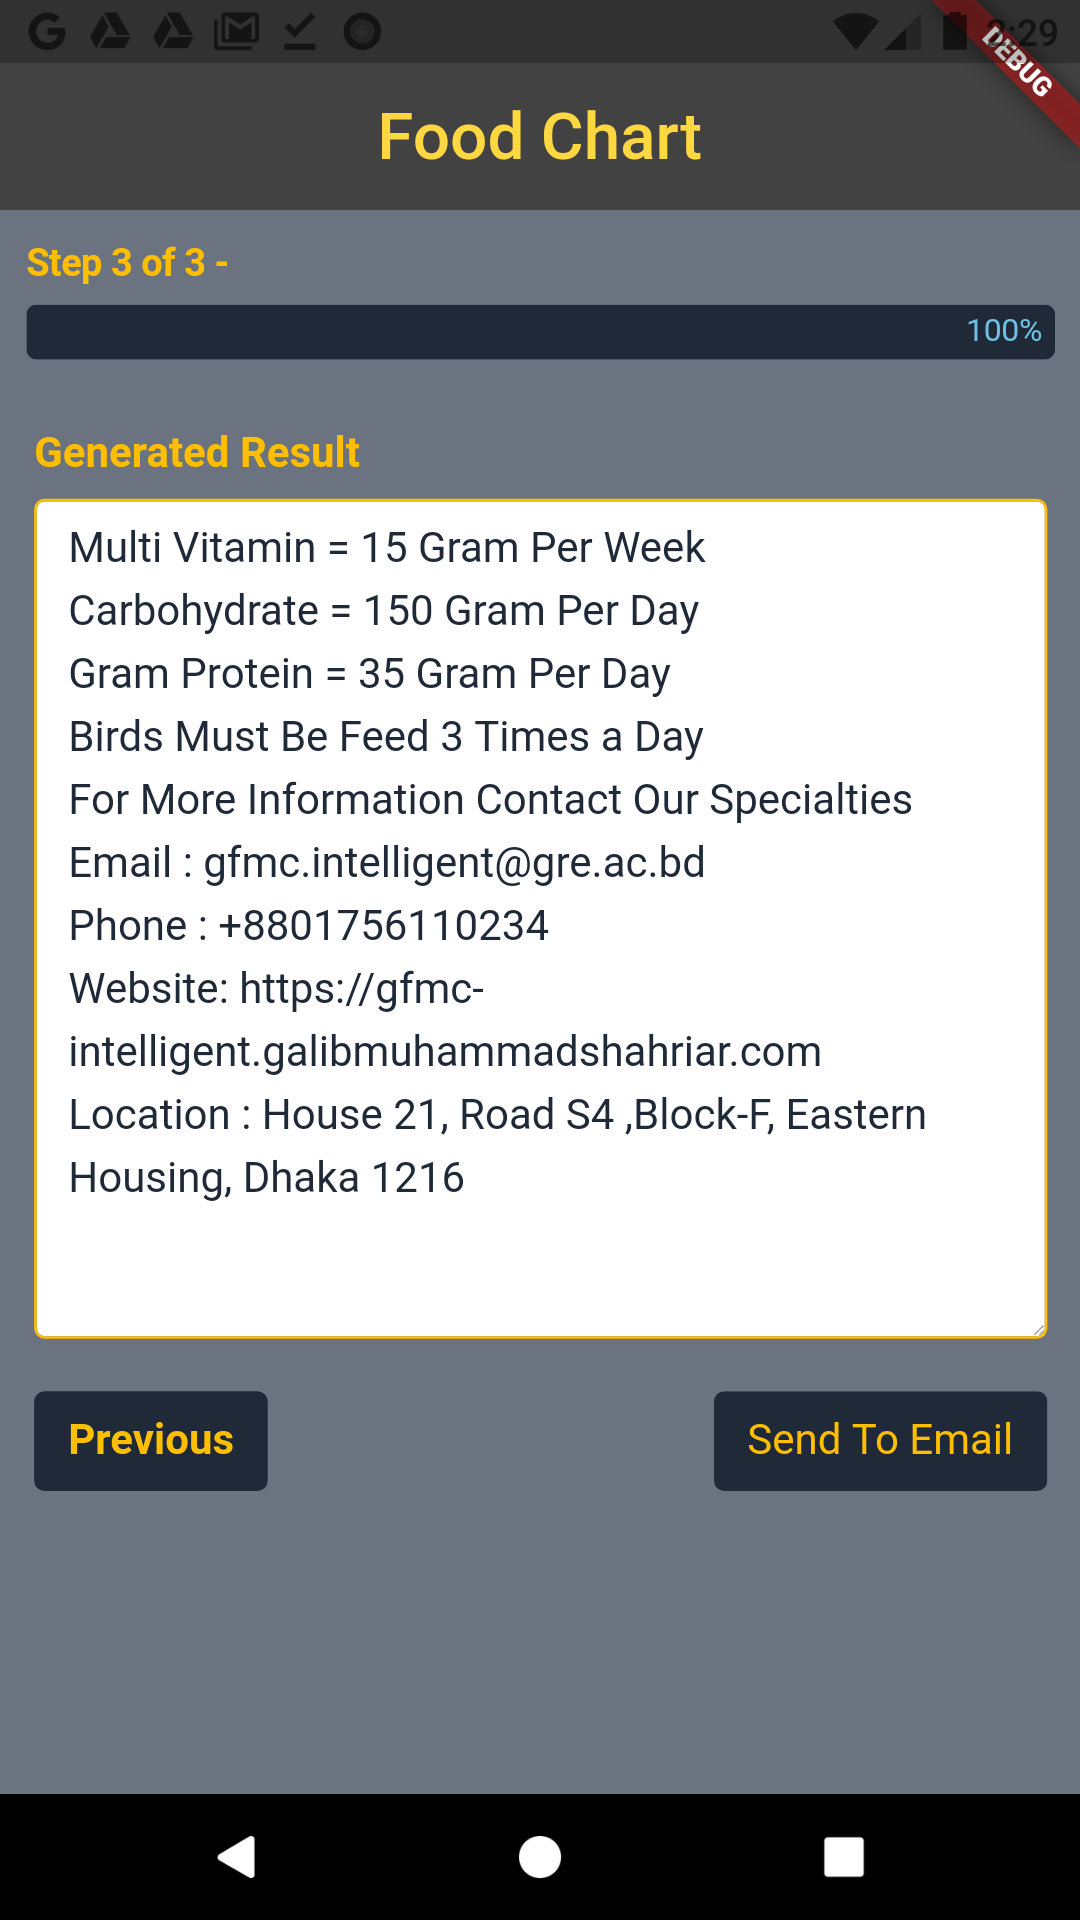 DEBUG
Food Chart
Step 3 of 3 -
100%
Generated Result
Multi Vitamin = 15 Gram Per Week
Carbohydrate = 150 Gram Per Day
Gram Protein = 35 Gram Per Day
Birds Must Be Feed 3 Times a Day
For More Information Contact Our Specialties
Email : gfmc.intelligent@gre.ac.bd
Phone : +8801756110234
Website: https://gfmc-
intelligent.galibmuhammadshahriar.com
Location : House 21, Road S4 ,Block-F, Eastern
Housing, Dhaka 1216
Previous
Send To Email